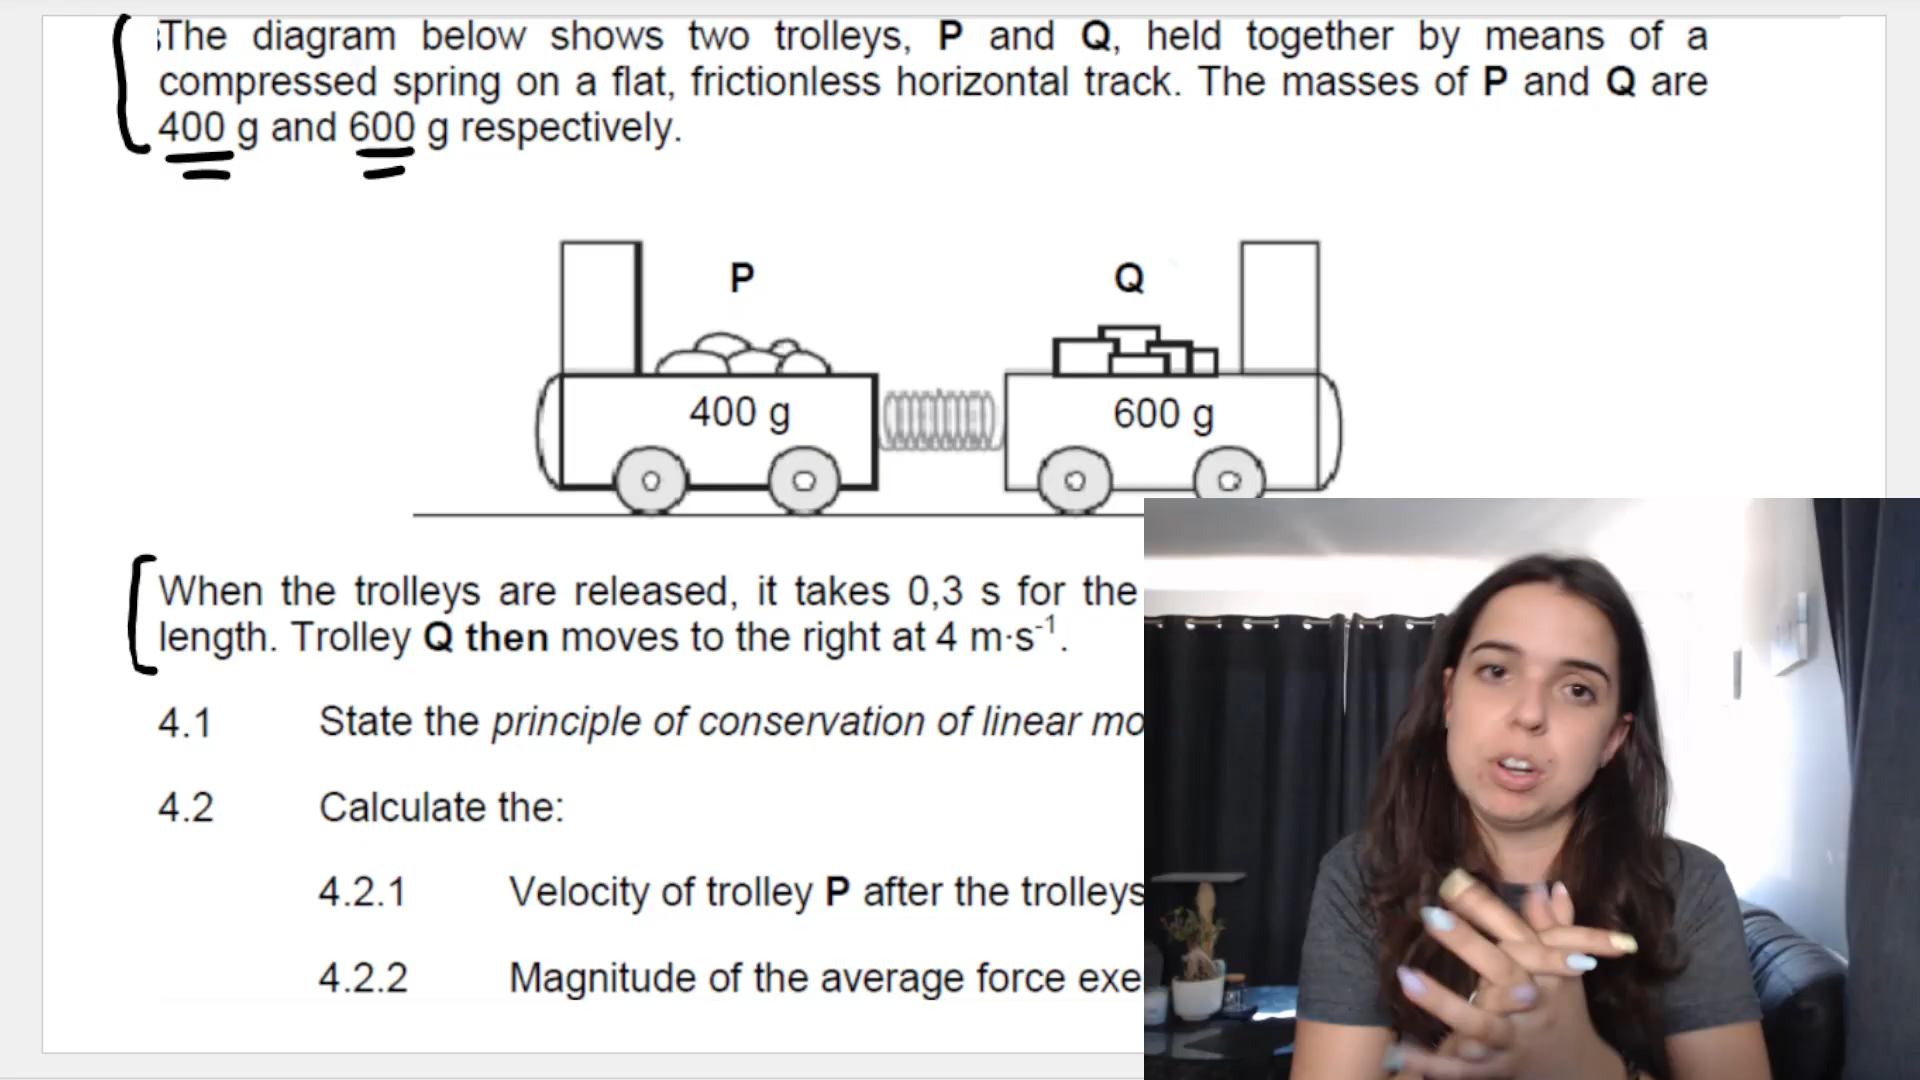 The diagram below shows two trolleys, P and Q, held together by means of a
compressed spring on a flat, frictionless horizontal track. The masses of P and Q are
400 g and 600 g respectively.
P
Q
400 g
600 g
When the trolleys are released, it takes 0,3 s for the
length. Trolley Q then moves to the right at 4 m·s⁻¹.
4.1 State the principle of conservation of linear mo
4.2 Calculate the:
4.2.1 Velocity of trolley P after the trolleys
4.2.2 Magnitude of the average force exe